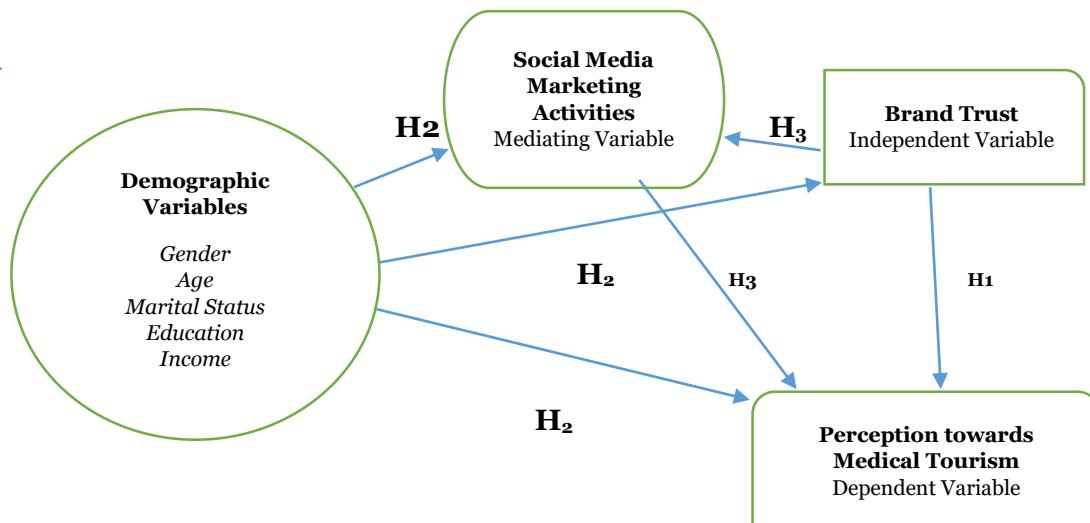 Social Media
Marketing
Activities
Mediating Variable
H2
H₃
Brand Trust
Independent Variable
Demographic
Variables
Gender
Age
Marital Status
Education
Income
H₂
H3
H1
H₂
Perception towards
Medical Tourism
Dependent Variable